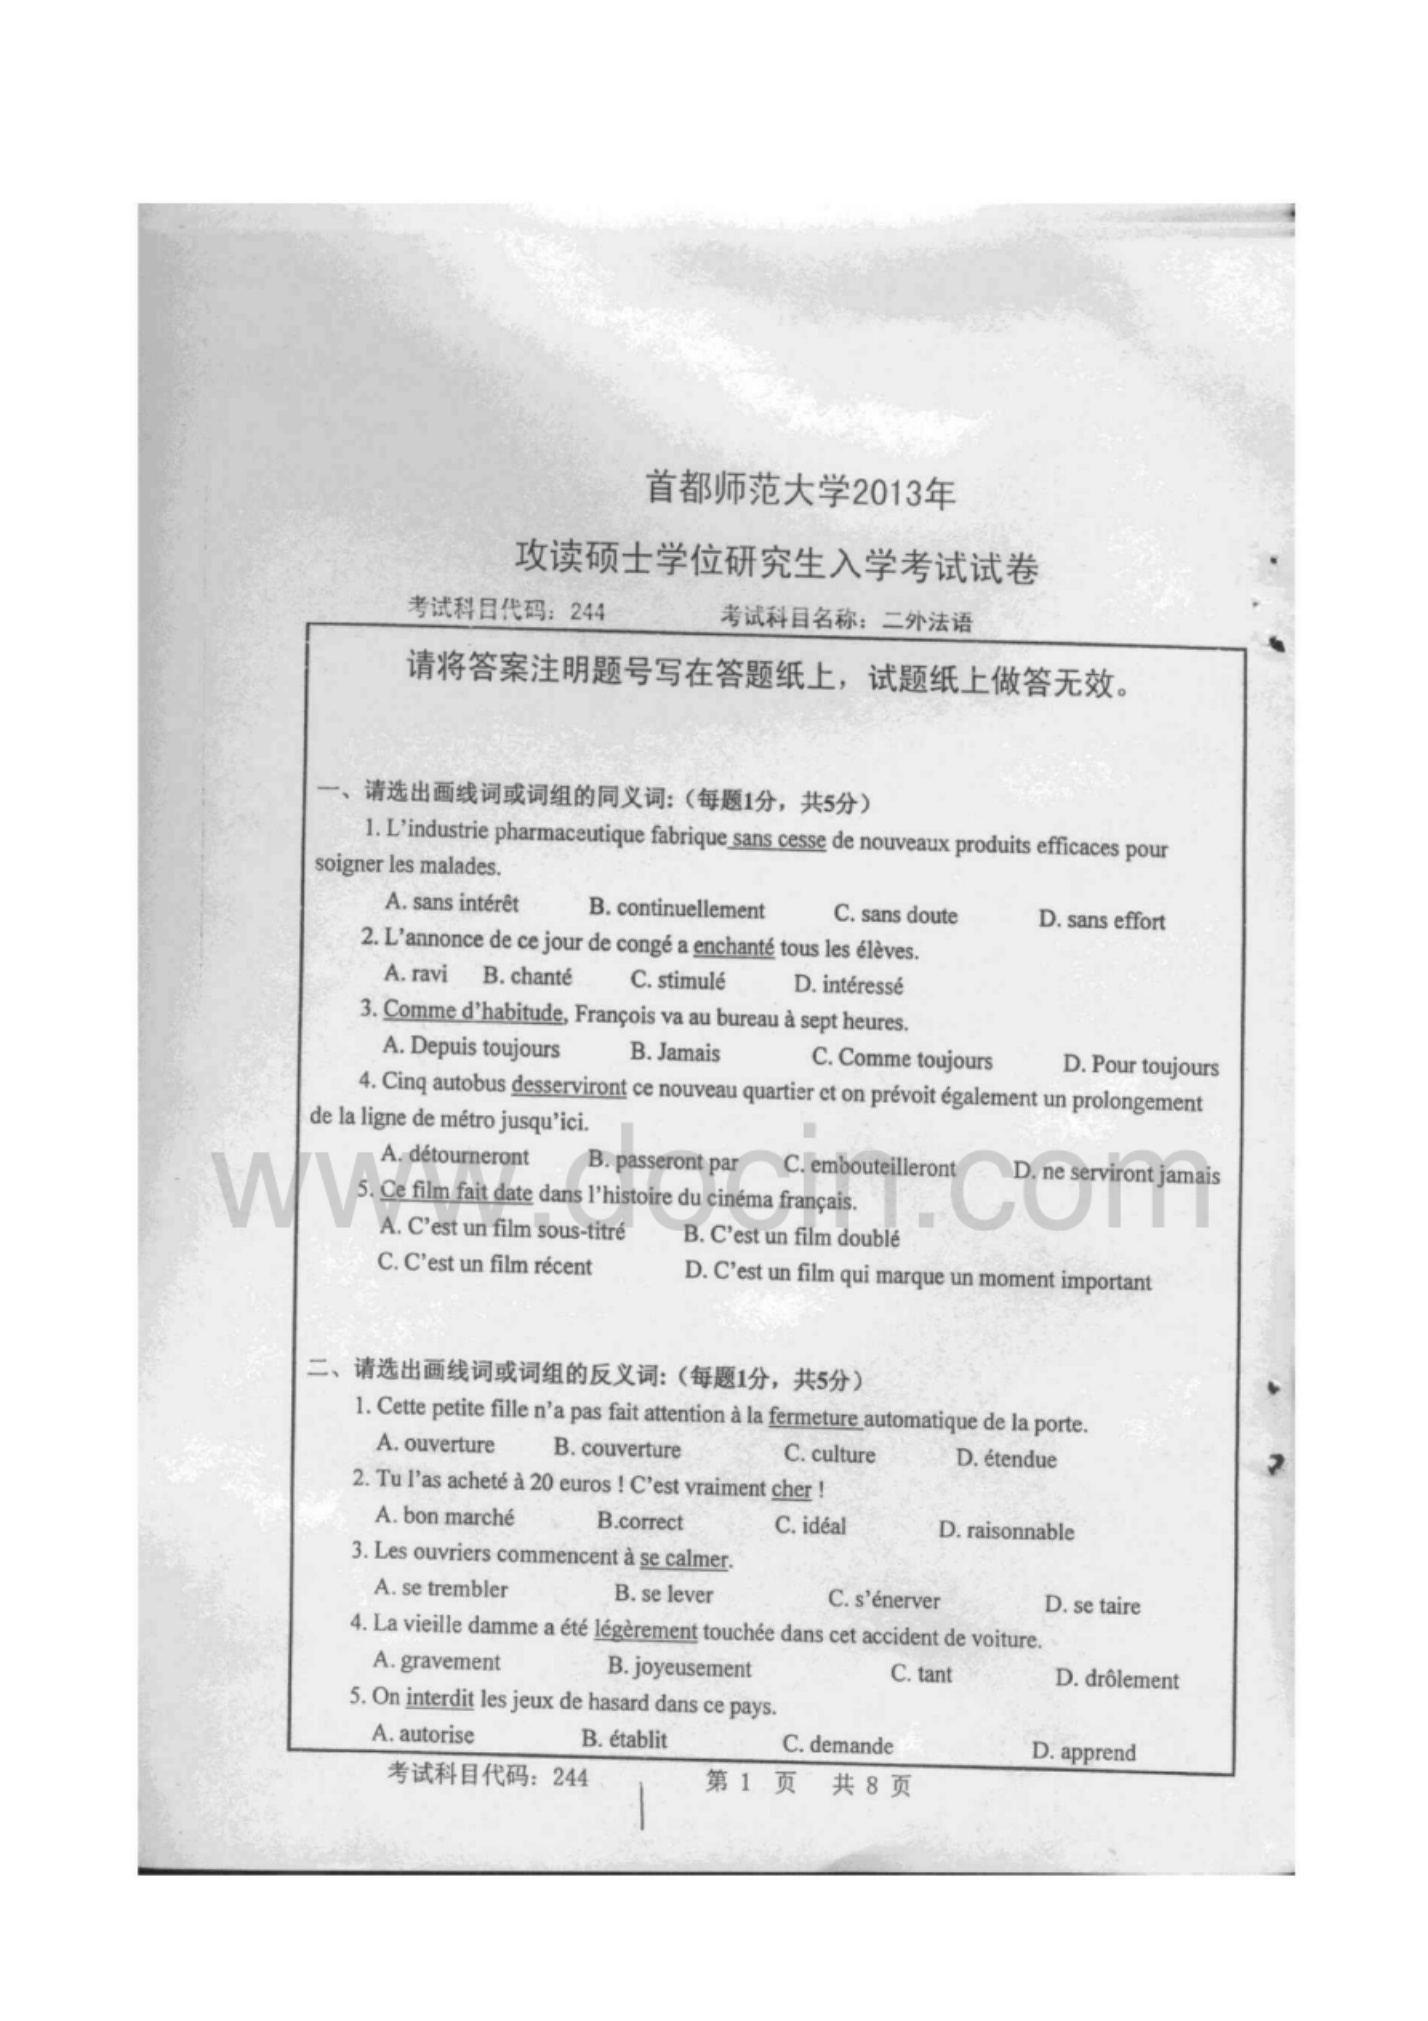 首都师范大学2013年
攻读硕士学位研究生入学考试试卷
考试科目代码：244 考试科目名称：二外法语
请将答案注明题号写在答题纸上，试题纸上做答无效。
一、请选出画线词或词组的同义词：（每题1分，共5分）
1. L’industrie pharmaceutique fabrique sans cesse de nouveaux produits efficaces pour
soigner les malades.
A. sans intérêt B. continuellement C. sans doute D. sans effort
2. L’annonce de ce jour de congé a enchanté tous les élèves.
A. ravi B. chanté C. stimulé D. intéressé
3. Comme d’habitude, François va au bureau à sept heures.
A. Depuis toujours B. Jamais C. Comme toujours D. Pour toujours
4. Cinq autobus desserviront ce nouveau quartier et on prévoit également un prolongement
de la ligne de métro jusqu’ici.
A. détourneront B. passeront par C. embouteilleront D. ne serviront jamais
5. Ce film fait date dans l’histoire du cinéma français.
A. C’est un film sous-titré B. C’est un film doublé
C. C’est un film récent D. C’est un film qui marque un moment important
www.docin.com
二、请选出画线词或词组的反义词：（每题1分，共5分）
1. Cette petite fille n’a pas fait attention à la fermeture automatique de la porte.
A. ouverture B. couverture C. culture D. étendue
2. Tu l’as acheté à 20 euros ! C’est vraiment cher !
A. bon marché B.correct C. idéal D. raisonnable
3. Les ouvriers commencent à se calmer.
A. se trembler B. se lever C. s’énerver D. se taire
4. La vieille damme a été légèrement touchée dans cet accident de voiture.
A. gravement B. joyeusement C. tant D. drôlement
5. On interdit les jeux de hasard dans ce pays.
A. autorise B. établit C. demande D. apprend
考试科目代码：244 第 1 页 共 8 页